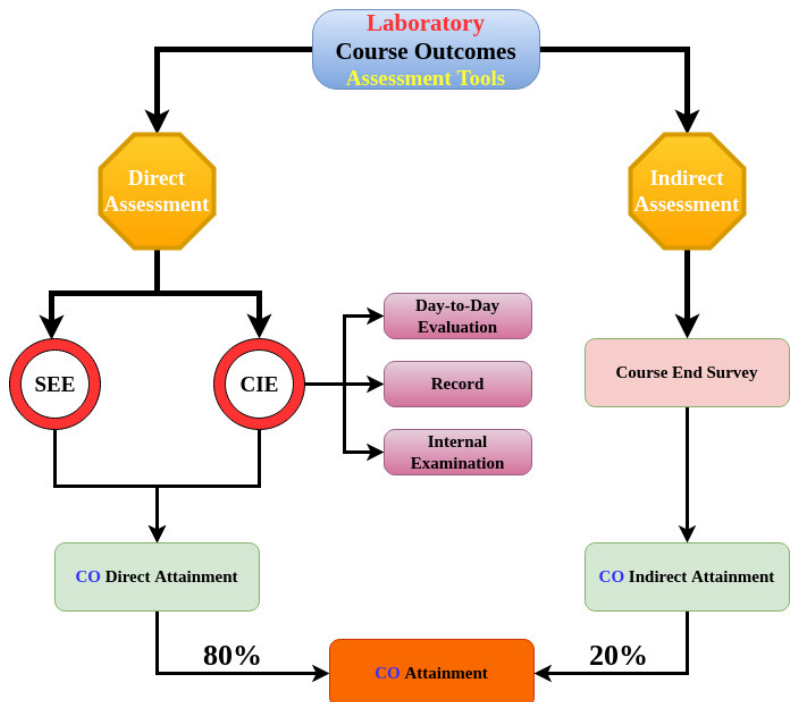 Laboratory
Course Outcomes
Assessment Tools
Direct
Assessment
Indirect
Assessment
Day-to-Day
Evaluation
SEE
CIE
Record
Course End Survey
Internal
Examination
CO Direct Attainment
CO Indirect Attainment
80%
20%
CO Attainment